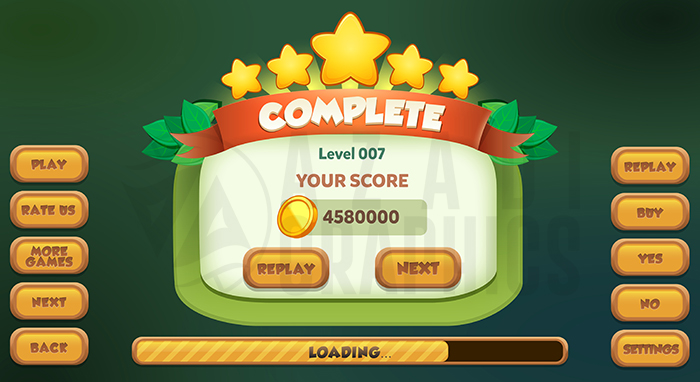 COMPLETE
Level 007
YOUR SCORE
4580000
REPLAY
NEXT
PLAY
RATE US
MORE
GAMES
NEXT
BACK
REPLAY
BUY
YES
NO
SETTINGS
LOADING...
GRAPHICS